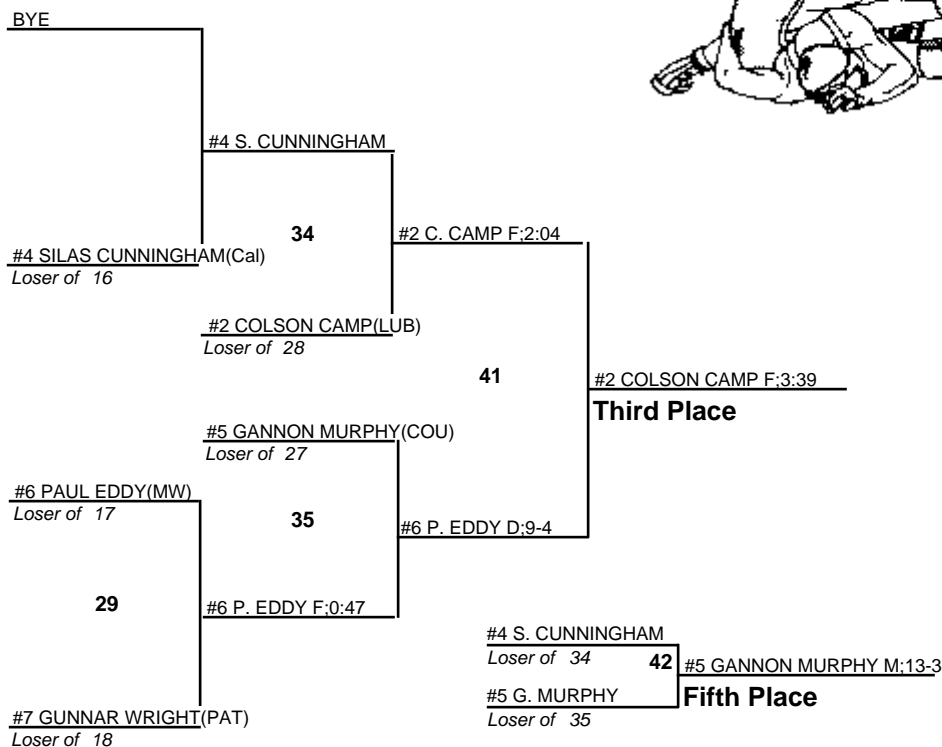 BYE
#4 S. CUNNINGHAM
34
#2 C. CAMP F;2:04
#4 SILAS CUNNINGHAM(Cal)
Loser of 16
#2 COLSON CAMP(LUB)
Loser of 28
41
#2 COLSON CAMP F;3:39
Third Place
#5 GANNON MURPHY(COU)
Loser of 27
#6 PAUL EDDY(MW)
Loser of 17
35
#6 P. EDDY D;9-4
29
#6 P. EDDY F;0:47
#4 S. CUNNINGHAM
Loser of 34
42
#5 GANNON MURPHY M;13-3
Fifth Place
#5 G. MURPHY
Loser of 35
#7 GUNNAR WRIGHT(PAT)
Loser of 18